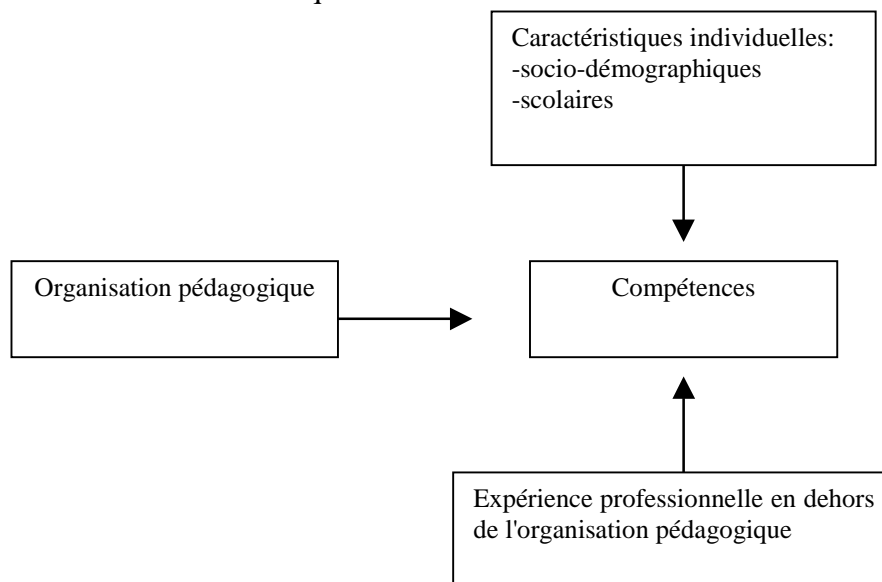 Caractéristiques individuelles:
-socio-démographiques
-scolaires
Organisation pédagogique
Compétences
Expérience professionnelle en dehors
de l'organisation pédagogique